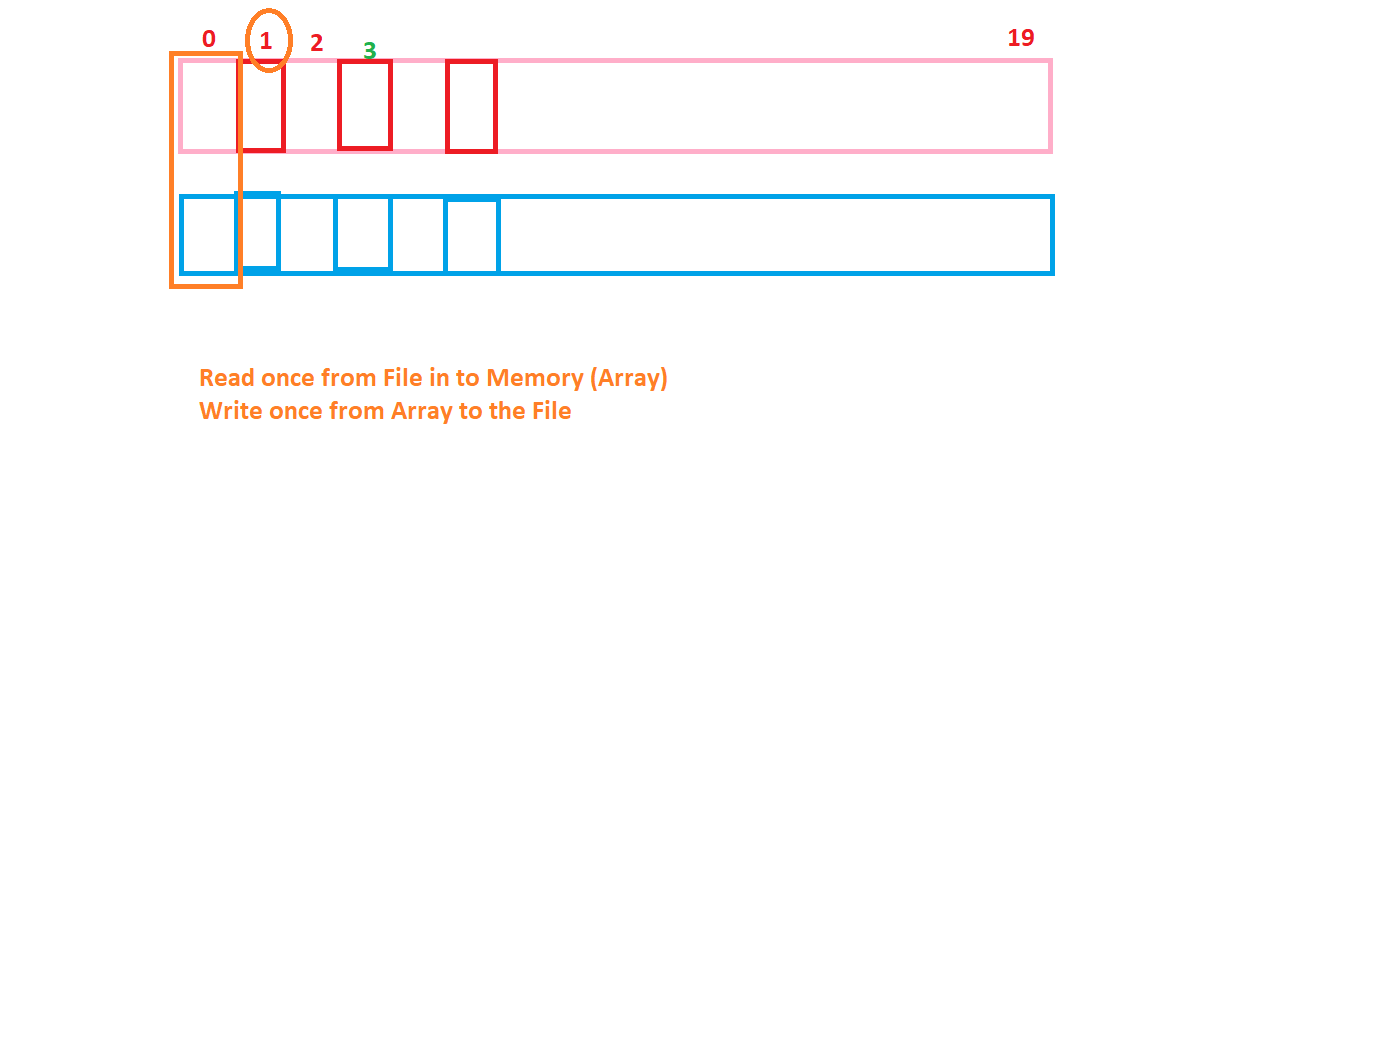 0 1 2 3 19
Read once from File in to Memory (Array)
Write once from Array to the File